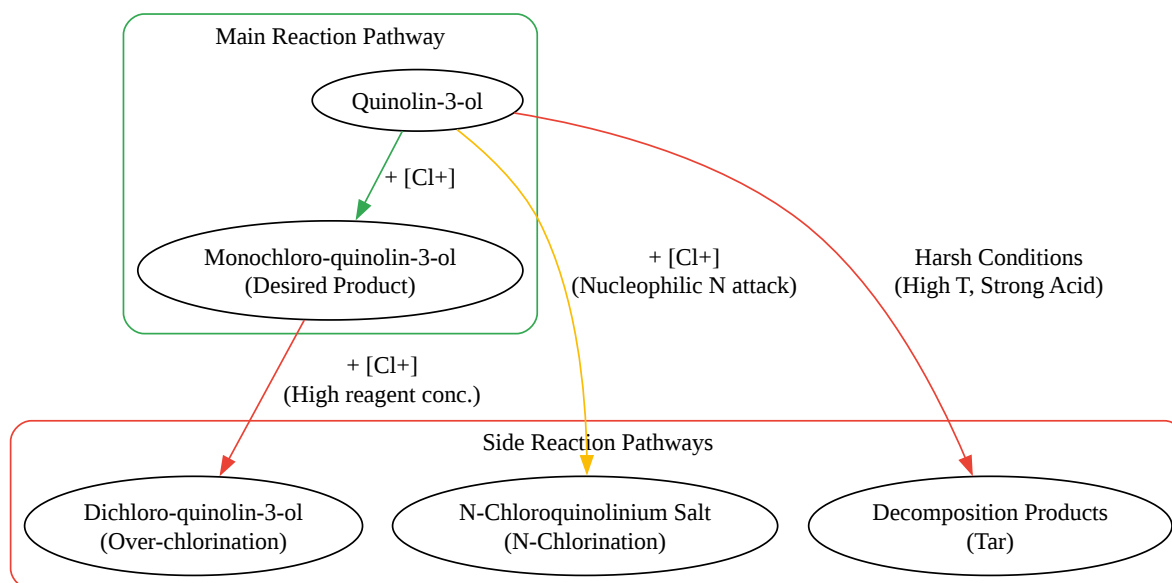 Main Reaction Pathway
Quinolin-3-ol
+ [Cl+]
Monochloro-quinolin-3-ol
(Desired Product)
+ [Cl+]
(Nucleophilic N attack)
Harsh Conditions
(High T, Strong Acid)
+ [Cl+]
(High reagent conc.)
Side Reaction Pathways
Dichloro-quinolin-3-ol
(Over-chlorination)
N-Chloroquinolinium Salt
(N-Chlorination)
Decomposition Products
(Tar)